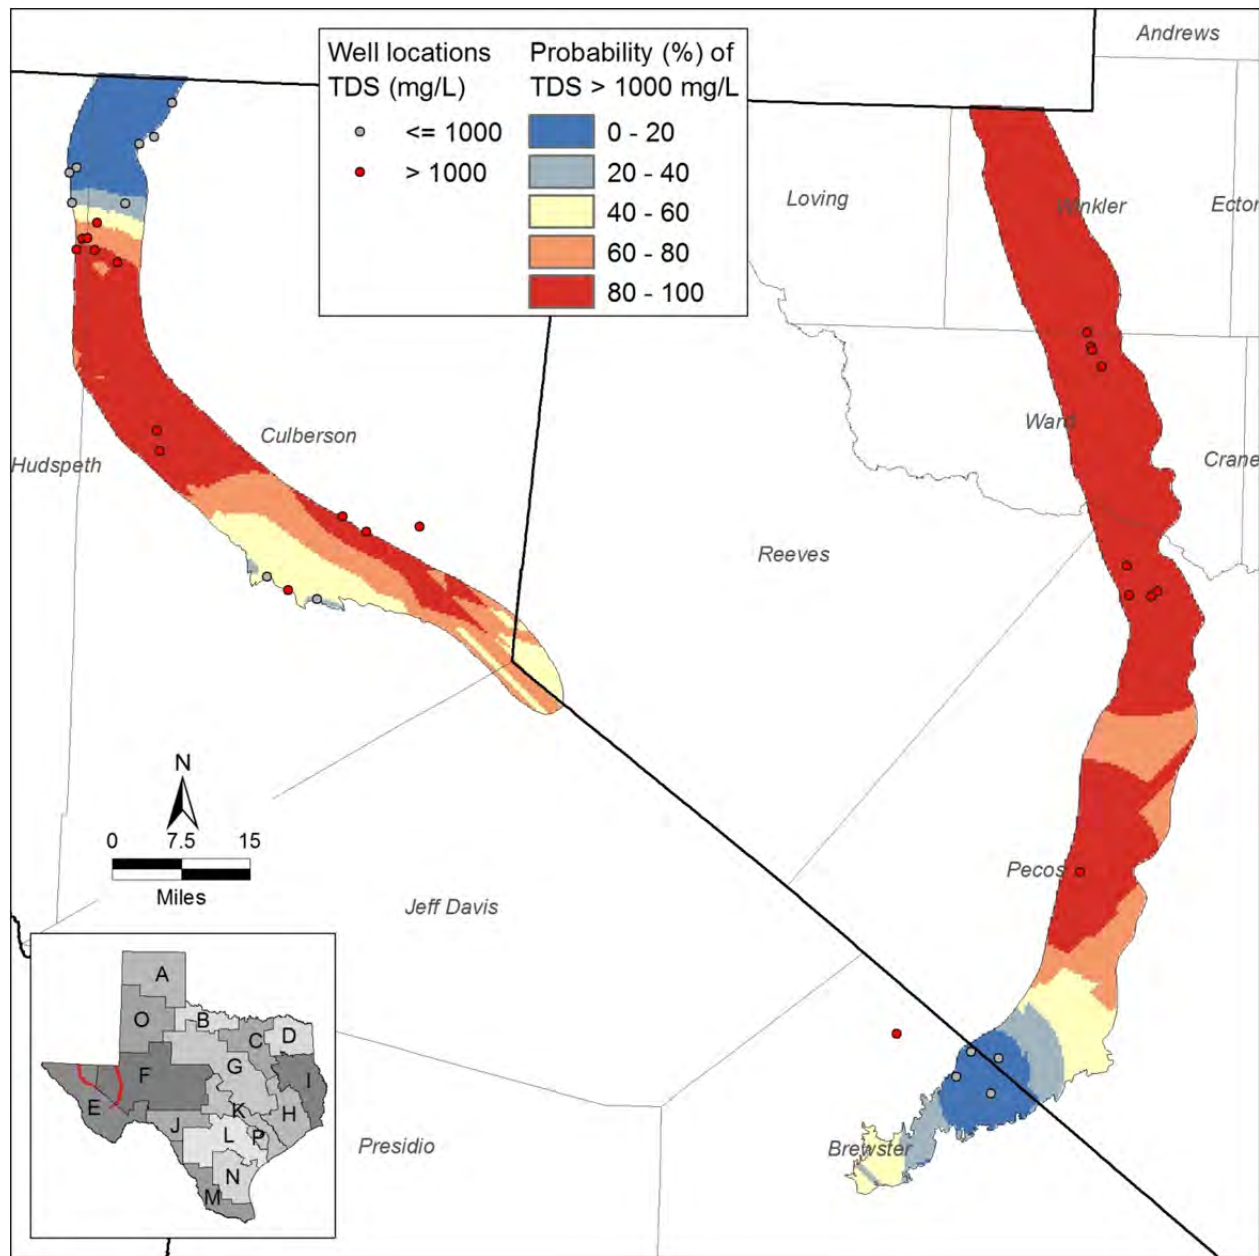 Andrews
Well locations
TDS (mg/L)
<= 1000
> 1000
Probability (%) of
TDS > 1000 mg/L
0 - 20
20 - 40
40 - 60
60 - 80
80 - 100
Loving
Winkler
Ector
Culberson
Ward
Hudspeth
Crane
Reeves
N
0
7.5
15
Miles
Pecos
Jeff Davis
A
O
B
C
D
F
G
I
E
K
H
J
L
P
N
M
Presidio
Brewster